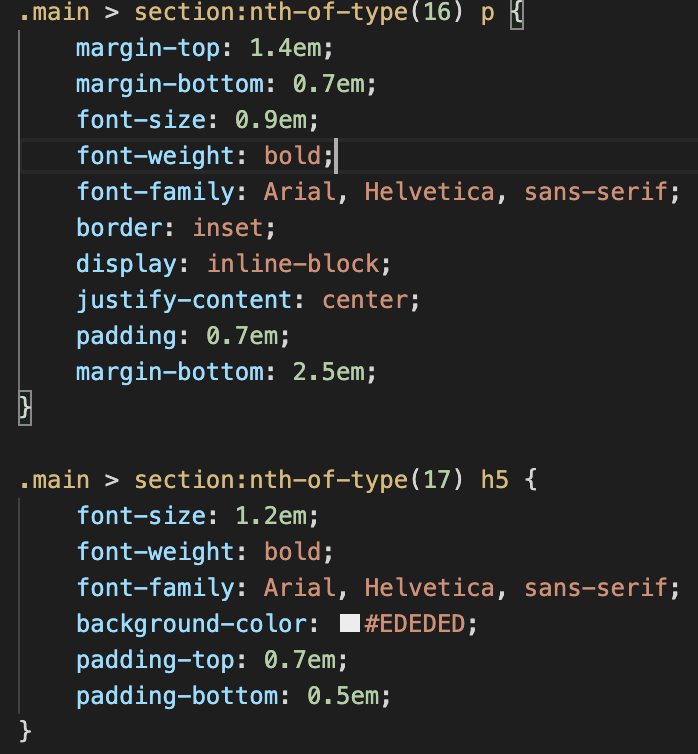 .main > section:nth-of-type(16) p {
    margin-top: 1.4em;
    margin-bottom: 0.7em;
    font-size: 0.9em;
    font-weight: bold;
    font-family: Arial, Helvetica, sans-serif;
    border: inset;
    display: inline-block;
    justify-content: center;
    padding: 0.7em;
    margin-bottom: 2.5em;
}
.main > section:nth-of-type(17) h5 {
    font-size: 1.2em;
    font-weight: bold;
    font-family: Arial, Helvetica, sans-serif;
    background-color: #EDEDED;
    padding-top: 0.7em;
    padding-bottom: 0.5em;
}